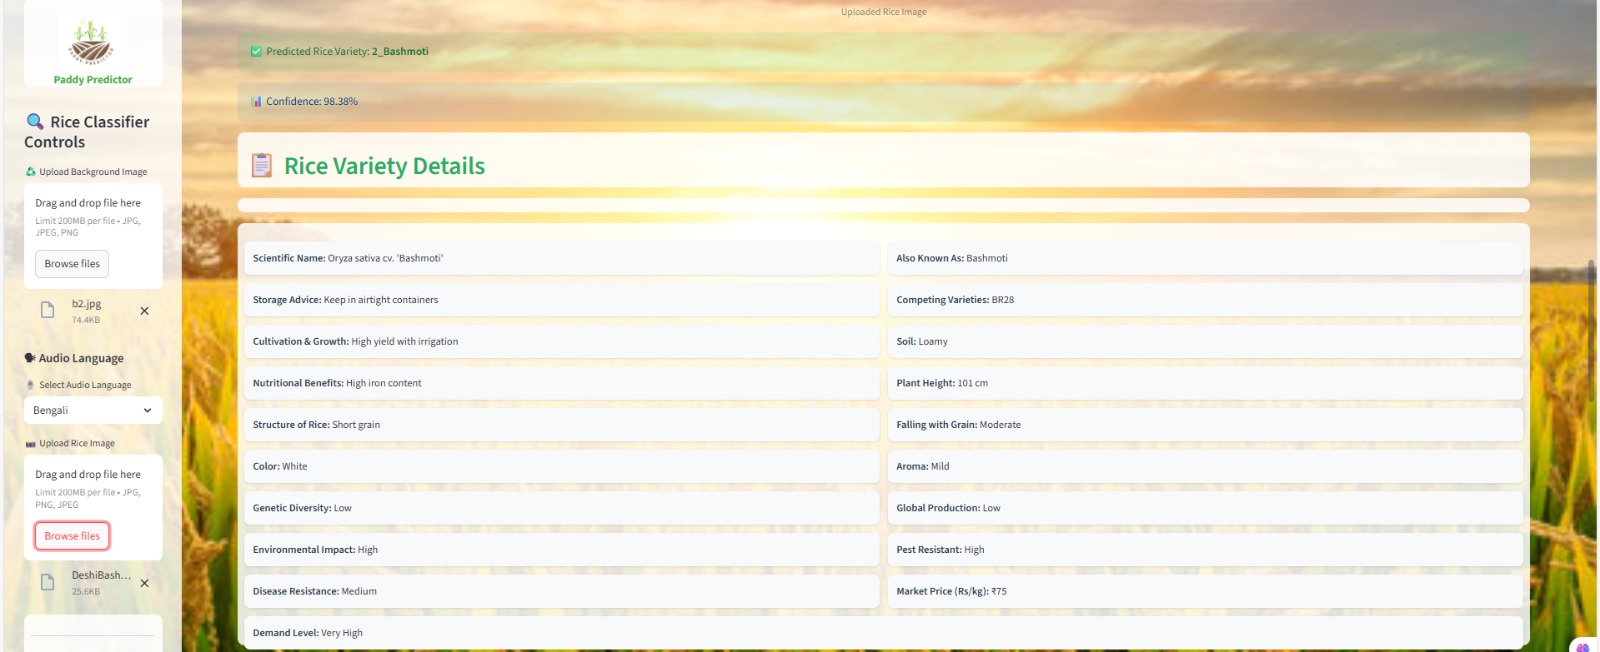 Paddy Predictor
Rice Classifier
Controls
Upload Background Image
Drag and drop file here
Limit 200MB per file • JPG,
JPEG, PNG
Browse files
b2.jpg
74.4KB
Audio Language
Select Audio Language
Bengali
Upload Rice Image
Drag and drop file here
Limit 200MB per file • JPG,
PNG, JPEG
Browse files
DeshiBash...
25.6KB
Uploaded Rice Image
Predicted Rice Variety: 2_Bashmoti
Confidence: 98.38%
Rice Variety Details
Scientific Name: Oryza sativa cv. 'Bashmoti'
Also Known As: Bashmoti
Storage Advice: Keep in airtight containers
Competing Varieties: BR28
Cultivation & Growth: High yield with irrigation
Soil: Loamy
Nutritional Benefits: High iron content
Plant Height: 101 cm
Structure of Rice: Short grain
Falling with Grain: Moderate
Color: White
Aroma: Mild
Genetic Diversity: Low
Global Production: Low
Environmental Impact: High
Pest Resistant: High
Disease Resistance: Medium
Market Price (Rs/kg): ₹75
Demand Level: Very High